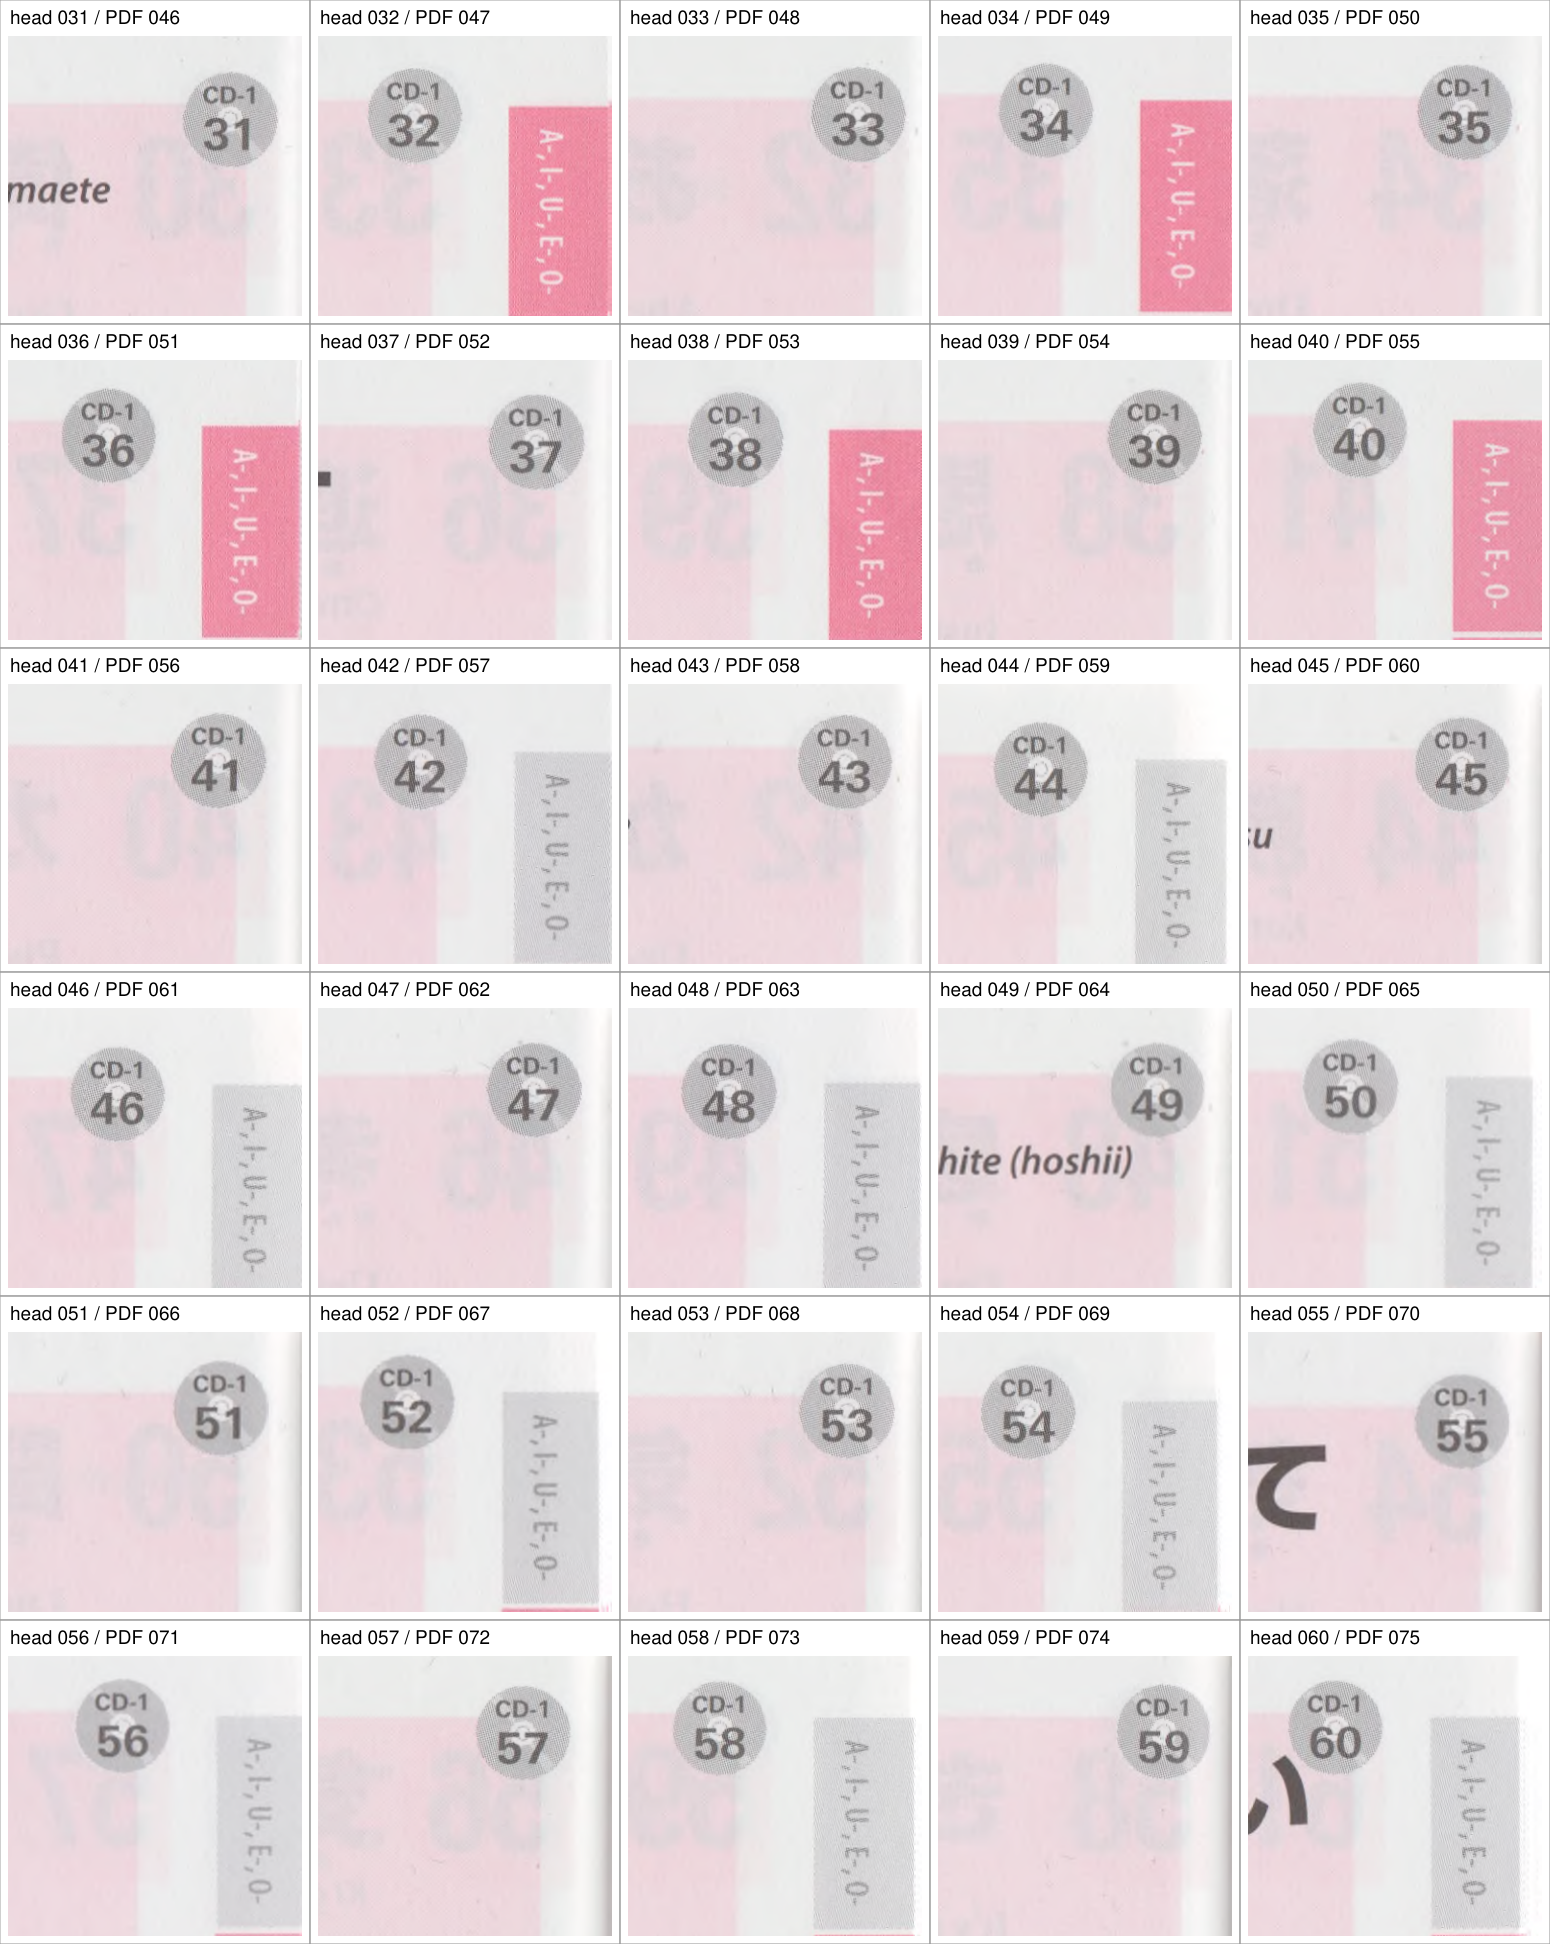 head 031 / PDF 046
CD-1
31
maete
head 032 / PDF 047
CD-1
32
A-, I-, U-, E-, O-
head 033 / PDF 048
CD-1
33
head 034 / PDF 049
CD-1
34
A-, I-, U-, E-, O-
head 035 / PDF 050
CD-1
35
head 036 / PDF 051
CD-1
36
A-, I-, U-, E-, O-
head 037 / PDF 052
CD-1
37
head 038 / PDF 053
CD-1
38
A-, I-, U-, E-, O-
head 039 / PDF 054
CD-1
39
head 040 / PDF 055
CD-1
40
A-, I-, U-, E-, O-
head 041 / PDF 056
CD-1
41
head 042 / PDF 057
CD-1
42
A-, I-, U-, E-, O-
head 043 / PDF 058
CD-1
43
head 044 / PDF 059
CD-1
44
A-, I-, U-, E-, O-
head 045 / PDF 060
CD-1
45
su
head 046 / PDF 061
CD-1
46
A-, I-, U-, E-, O-
head 047 / PDF 062
CD-1
47
head 048 / PDF 063
CD-1
48
A-, I-, U-, E-, O-
head 049 / PDF 064
CD-1
49
hite (hoshii)
head 050 / PDF 065
CD-1
50
A-, I-, U-, E-, O-
head 051 / PDF 066
CD-1
51
head 052 / PDF 067
CD-1
52
A-, I-, U-, E-, O-
head 053 / PDF 068
CD-1
53
head 054 / PDF 069
CD-1
54
A-, I-, U-, E-, O-
head 055 / PDF 070
CD-1
55
て
head 056 / PDF 071
CD-1
56
A-, I-, U-, E-, O-
head 057 / PDF 072
CD-1
57
head 058 / PDF 073
CD-1
58
A-, I-, U-, E-, O-
head 059 / PDF 074
CD-1
59
head 060 / PDF 075
CD-1
60
い
A-, I-, U-, E-, O-